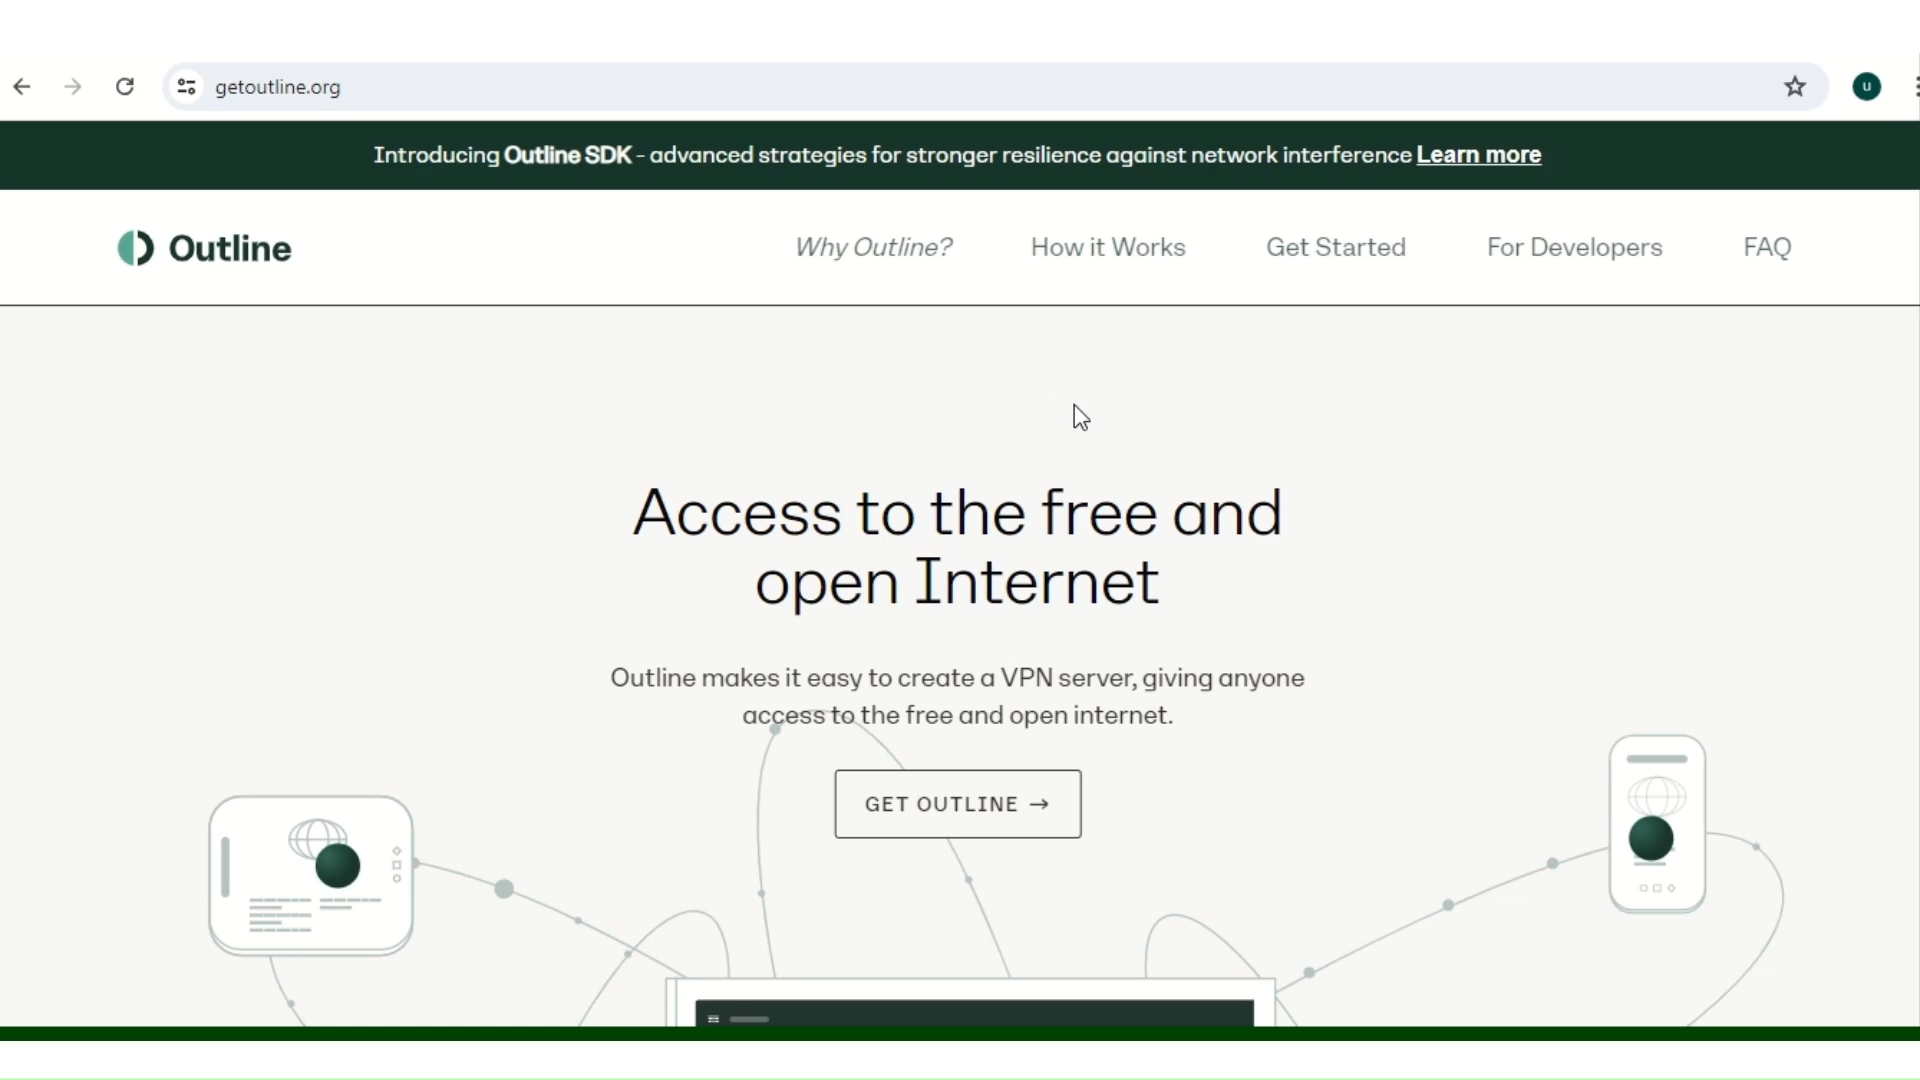 getoutline.org
u
Introducing Outline SDK - advanced strategies for stronger resilience against network interference Learn more
Outline
Why Outline?
How it Works
Get Started
For Developers
FAQ
Access to the free and
open Internet
Outline makes it easy to create a VPN server, giving anyone
access to the free and open internet.
GET OUTLINE →